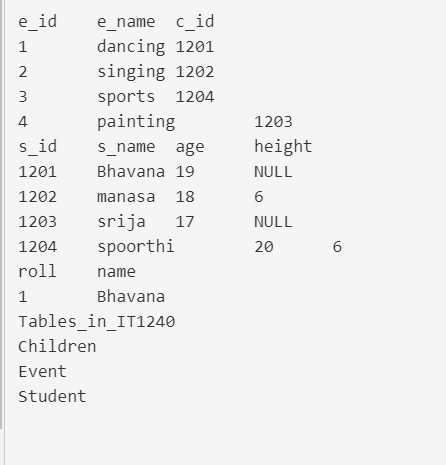 e_id e_name c_id
1 dancing 1201
2 singing 1202
3 sports 1204
4 painting 1203
s_id s_name age height
1201 Bhavana 19 NULL
1202 manasa 18 6
1203 srija 17 NULL
1204 spoorthi 20 6
roll name
1 Bhavana
Tables_in_IT1240
Children
Event
Student